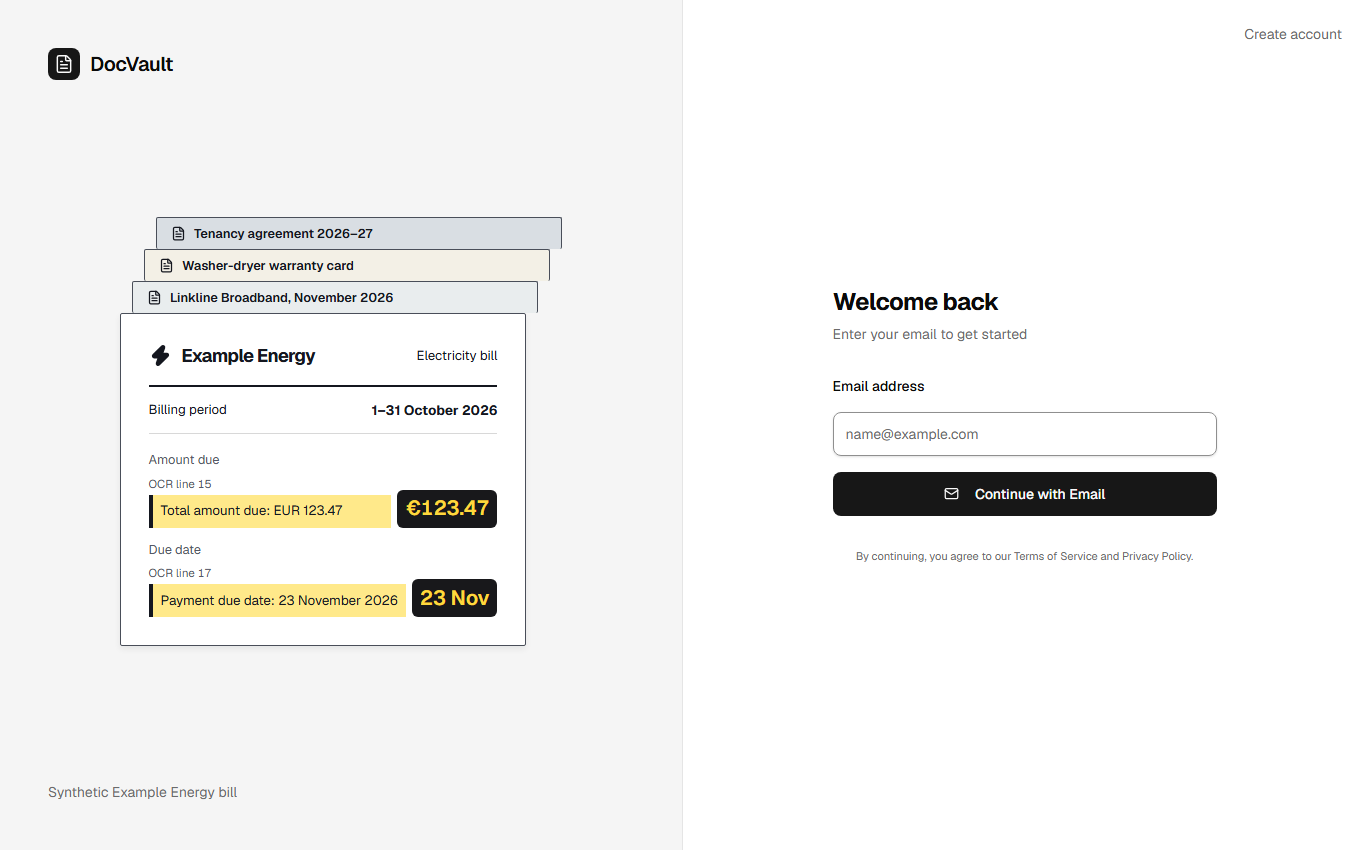 DocVault
Create account
Tenancy agreement 2026–27
Washer-dryer warranty card
Linkline Broadband, November 2026
Example Energy
Electricity bill
Billing period
1–31 October 2026
Amount due
OCR line 15
Total amount due: EUR 123.47
€123.47
Due date
OCR line 17
Payment due date: 23 November 2026
23 Nov
Synthetic Example Energy bill
Welcome back
Enter your email to get started
Email address
name@example.com
Continue with Email
By continuing, you agree to our Terms of Service and Privacy Policy.